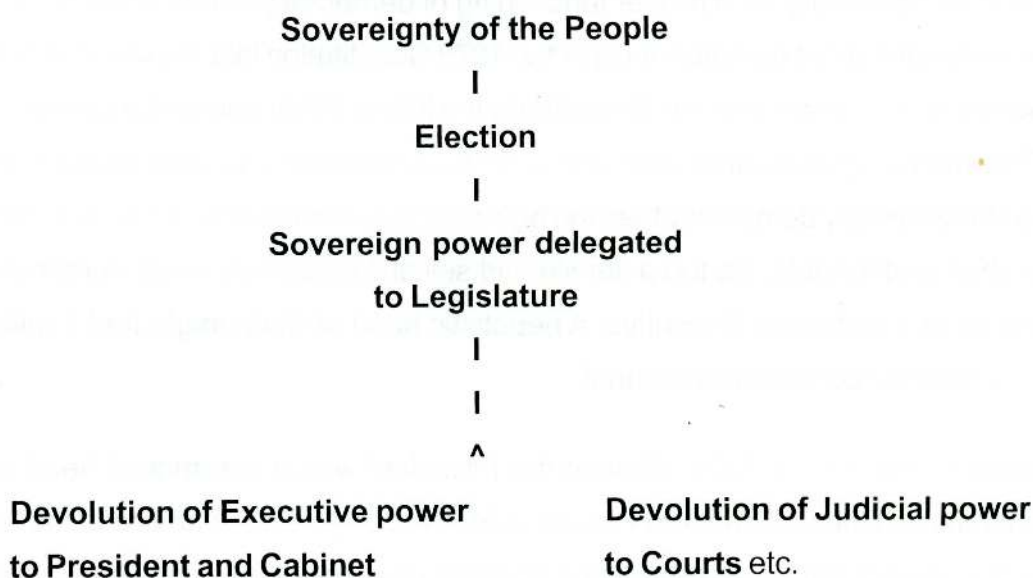 Sovereignty of the People
|
Election
|
Sovereign power delegated
to Legislature
|
|
^
Devolution of Executive power
to President and Cabinet
Devolution of Judicial power
to Courts etc.